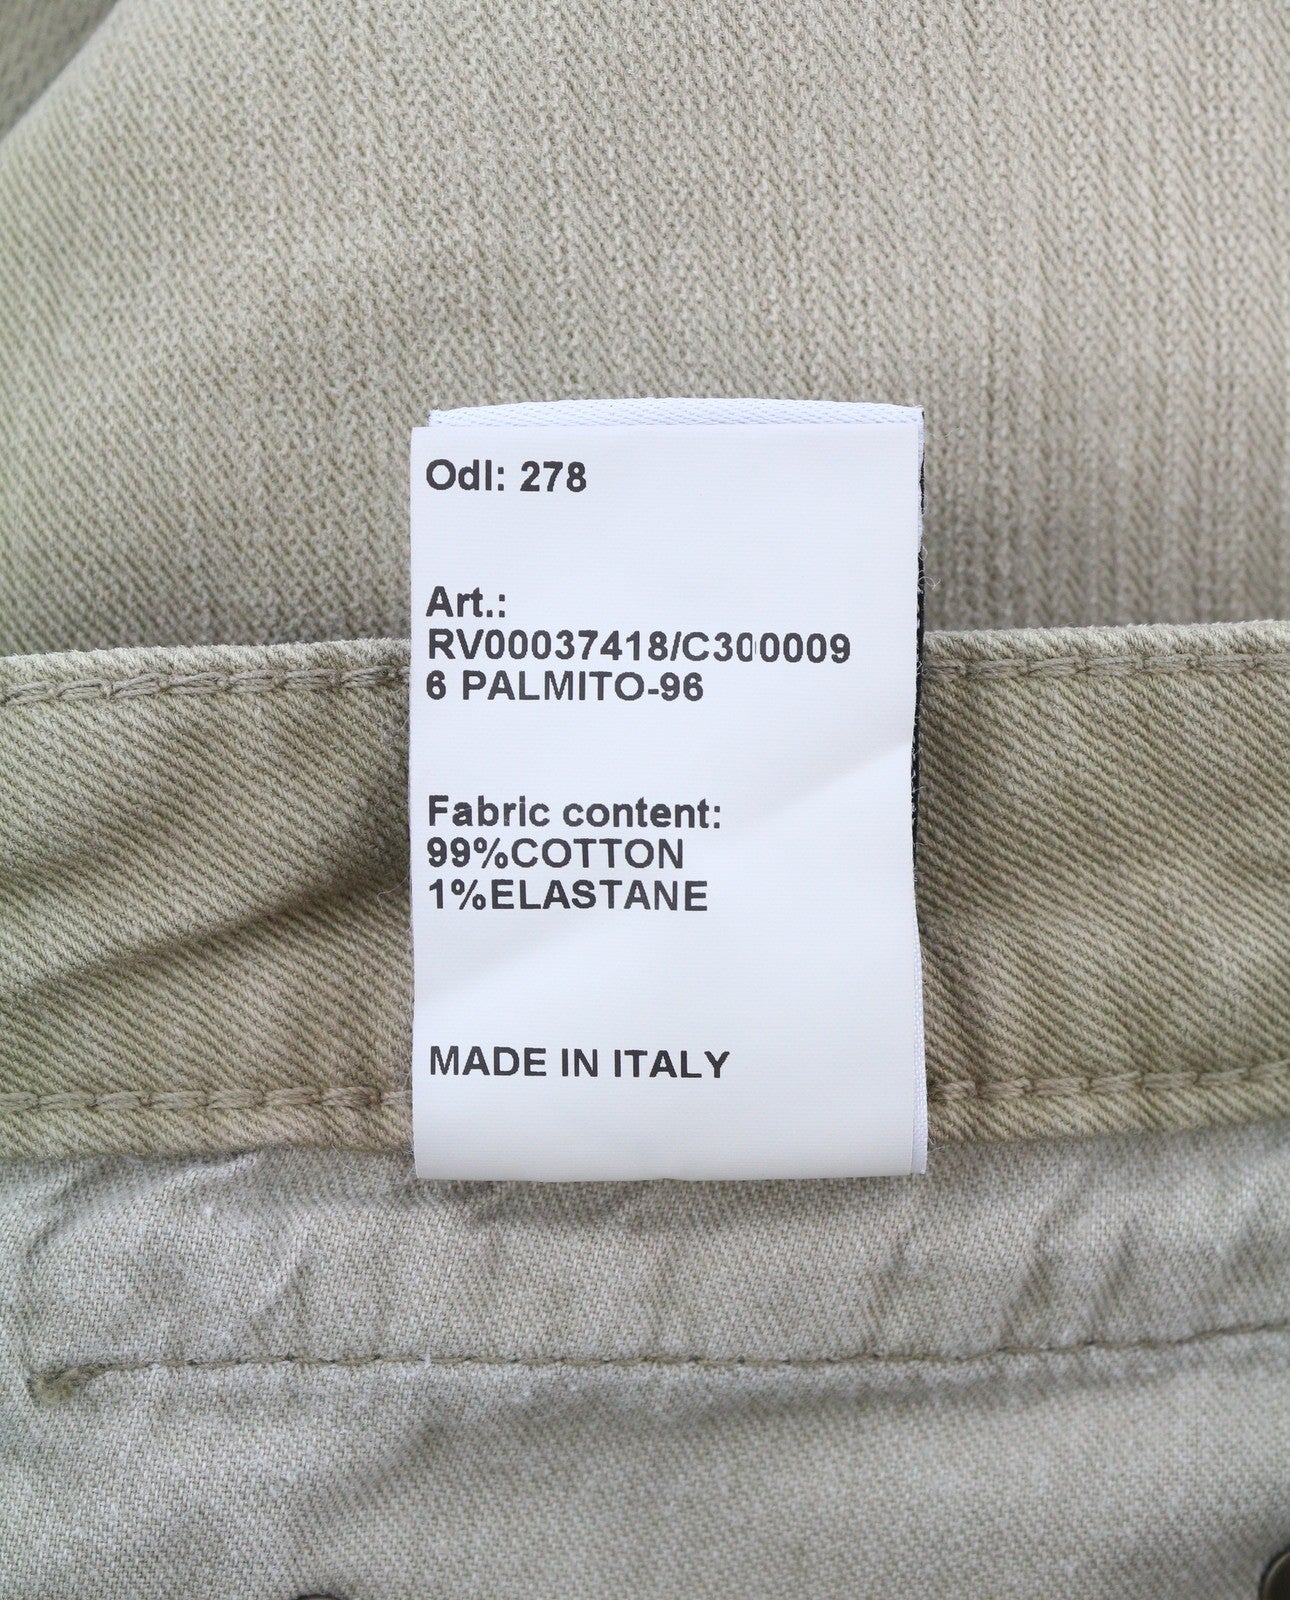 Odl: 278
Art.:
RV00037418/C300009
6 PALMITO-96
Fabric content:
99%COTTON
1%ELASTANE
MADE IN ITALY